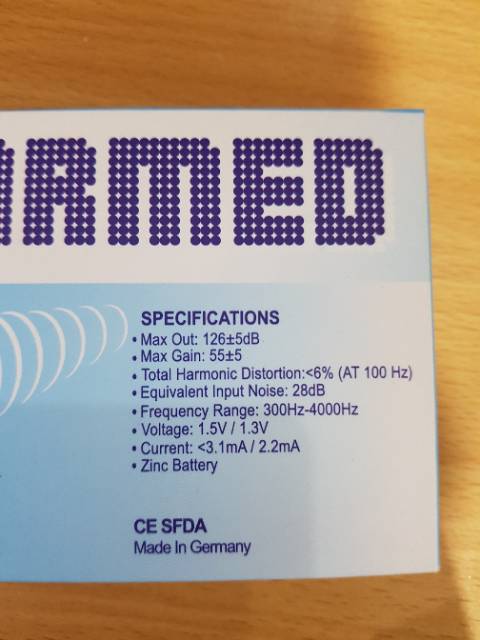 RMED
SPECIFICATIONS
• Max Out: 126±5dB
• Max Gain: 55±5
• Total Harmonic Distortion:<6% (AT 100 Hz)
• Equivalent Input Noise: 28dB
• Frequency Range: 300Hz-4000Hz
• Voltage: 1.5V / 1.3V
• Current: <3.1mA / 2.2mA
• Zinc Battery
CE SFDA
Made In Germany